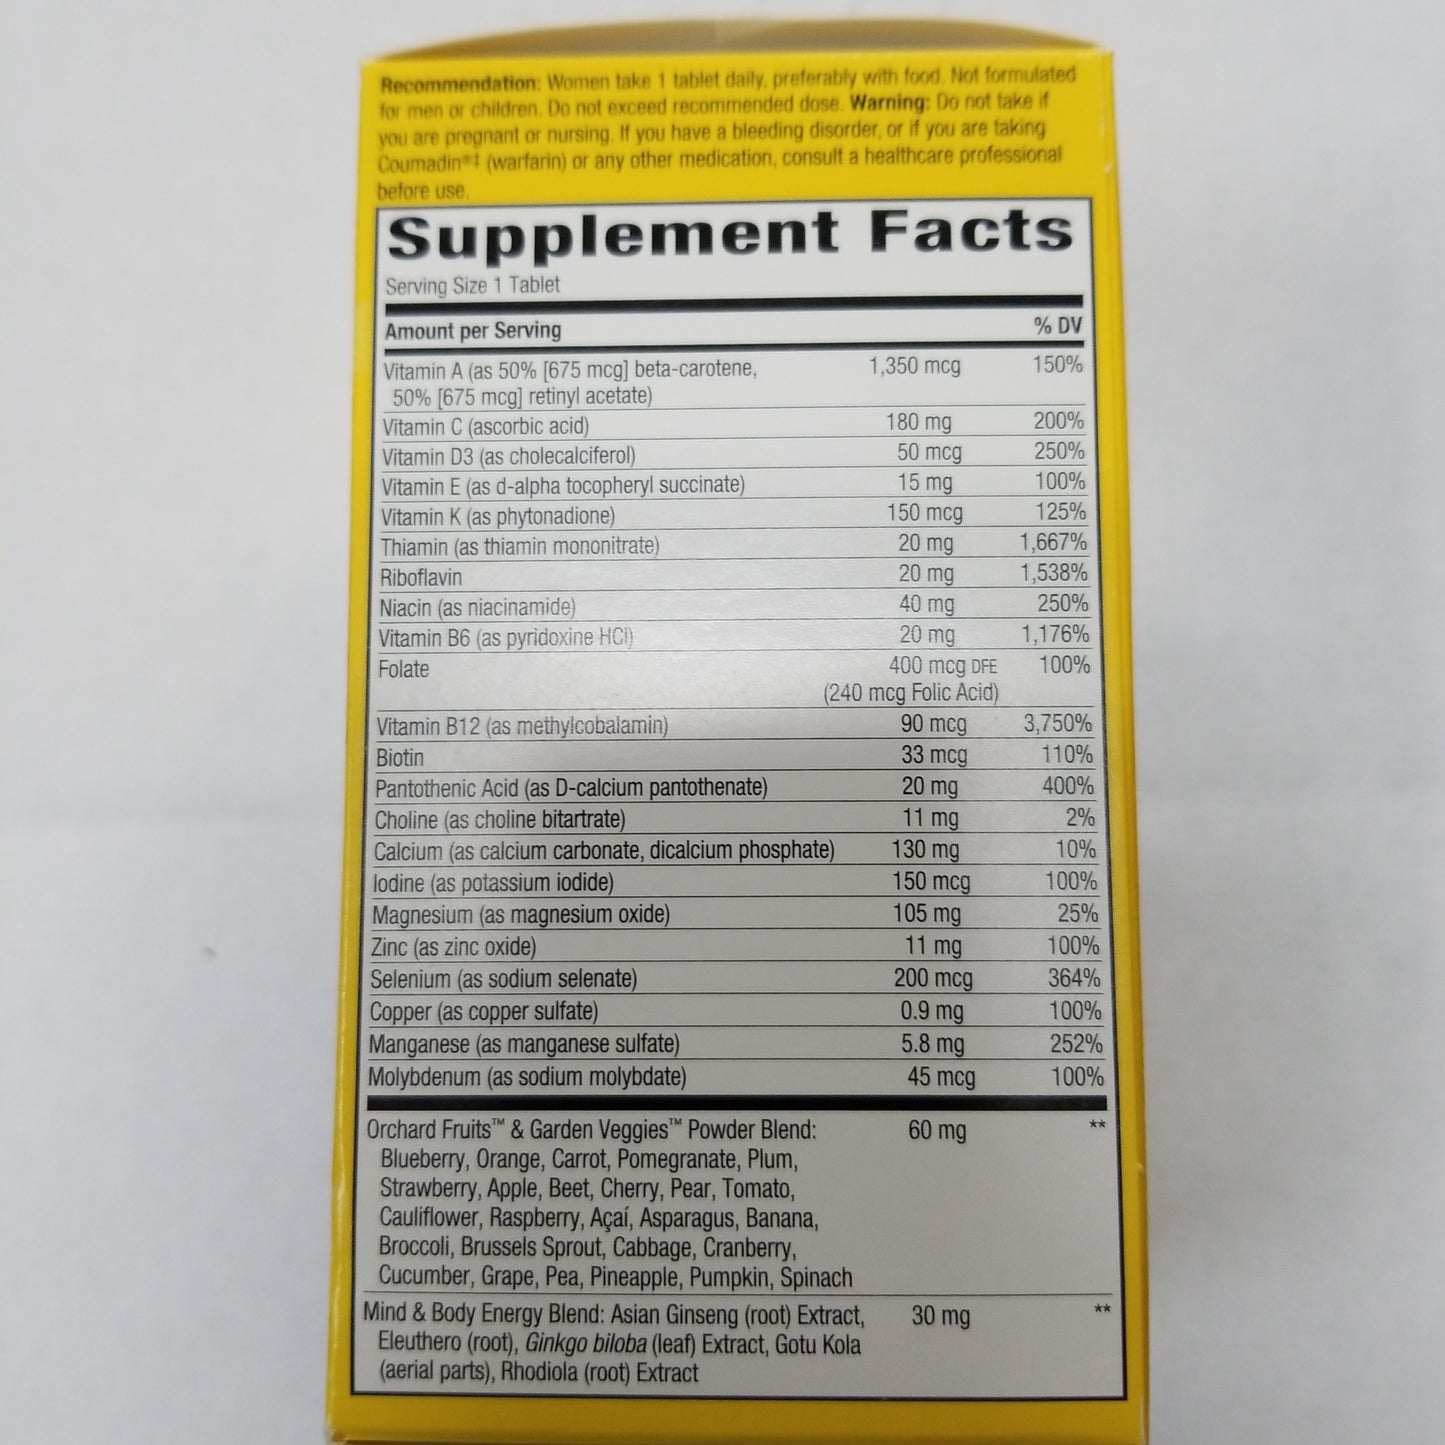 Recommendation: Women take 1 tablet daily, preferably with food. Not formulated
for men or children. Do not exceed recommended dose. Warning: Do not take if
you are pregnant or nursing. If you have a bleeding disorder, or if you are taking
Coumadin®‡ (warfarin) or any other medication, consult a healthcare professional
before use.
Supplement Facts
Serving Size 1 Tablet
Amount per Serving % DV
Vitamin A (as 50% [675 mcg] beta-carotene, 1,350 mcg 150%
50% [675 mcg] retinyl acetate)
Vitamin C (ascorbic acid) 180 mg 200%
Vitamin D3 (as cholecalciferol) 50 mcg 250%
Vitamin E (as d-alpha tocopheryl succinate) 15 mg 100%
Vitamin K (as phytonadione) 150 mcg 125%
Thiamin (as thiamin mononitrate) 20 mg 1,667%
Riboflavin 20 mg 1,538%
Niacin (as niacinamide) 40 mg 250%
Vitamin B6 (as pyridoxine HCl) 20 mg 1,176%
Folate 400 mcg DFE 100%
(240 mcg Folic Acid)
Vitamin B12 (as methylcobalamin) 90 mcg 3,750%
Biotin 33 mcg 110%
Pantothenic Acid (as D-calcium pantothenate) 20 mg 400%
Choline (as choline bitartrate) 11 mg 2%
Calcium (as calcium carbonate, dicalcium phosphate) 130 mg 10%
Iodine (as potassium iodide) 150 mcg 100%
Magnesium (as magnesium oxide) 105 mg 25%
Zinc (as zinc oxide) 11 mg 100%
Selenium (as sodium selenate) 200 mcg 364%
Copper (as copper sulfate) 0.9 mg 100%
Manganese (as manganese sulfate) 5.8 mg 252%
Molybdenum (as sodium molybdate) 45 mcg 100%
Orchard Fruits™ & Garden Veggies™ Powder Blend: 60 mg **
Blueberry, Orange, Carrot, Pomegranate, Plum,
Strawberry, Apple, Beet, Cherry, Pear, Tomato,
Cauliflower, Raspberry, Açaí, Asparagus, Banana,
Broccoli, Brussels Sprout, Cabbage, Cranberry,
Cucumber, Grape, Pea, Pineapple, Pumpkin, Spinach
Mind & Body Energy Blend: Asian Ginseng (root) Extract, 30 mg **
Eleuthero (root), Ginkgo biloba (leaf) Extract, Gotu Kola
(aerial parts), Rhodiola (root) Extract